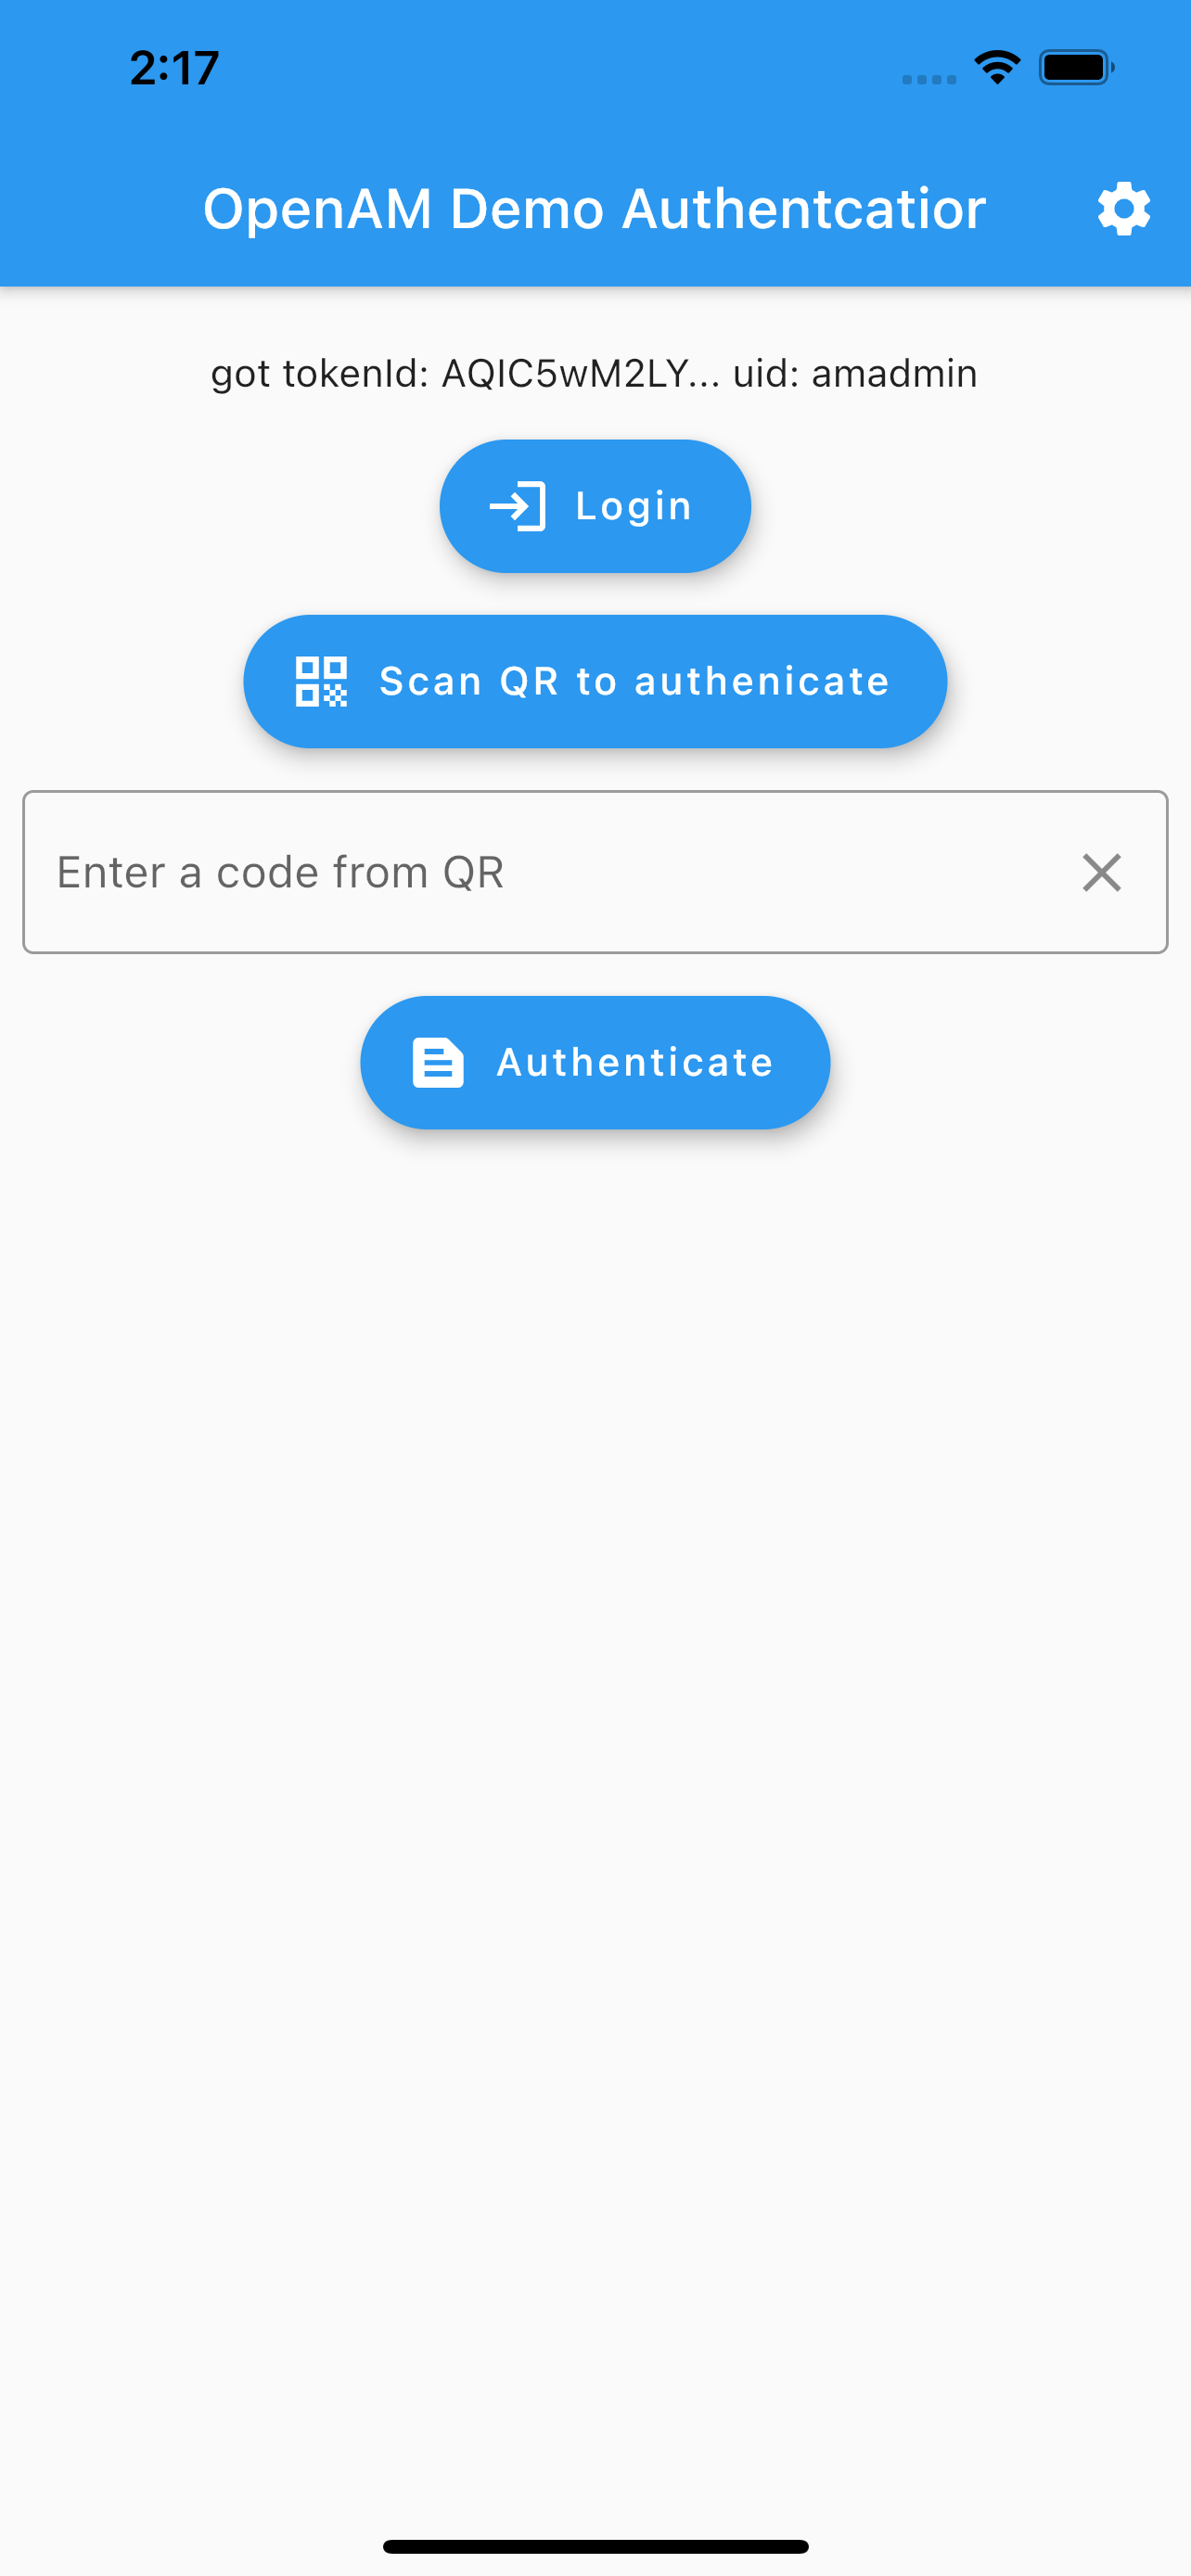 2:17
OpenAM Demo Authentcatior
got tokenId: AQIC5wM2LY... uid: amadmin
Login
Scan QR to authenicate
Enter a code from QR
Authenticate